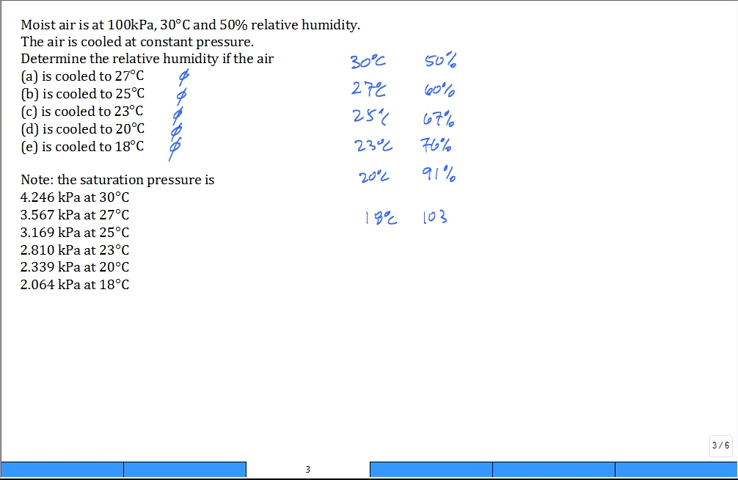 Moist air is at 100kPa, 30°C and 50% relative humidity.
The air is cooled at constant pressure.
Determine the relative humidity if the air
(a) is cooled to 27°C ϕ
(b) is cooled to 25°C ϕ
(c) is cooled to 23°C ϕ
(d) is cooled to 20°C ϕ
(e) is cooled to 18°C ϕ
Note: the saturation pressure is
4.246 kPa at 30°C
3.567 kPa at 27°C
3.169 kPa at 25°C
2.810 kPa at 23°C
2.339 kPa at 20°C
2.064 kPa at 18°C
30°C 50%
27°C 60%
25°C 67%
23°C 76%
20°C 91%
18°C 103
3 / 6
3